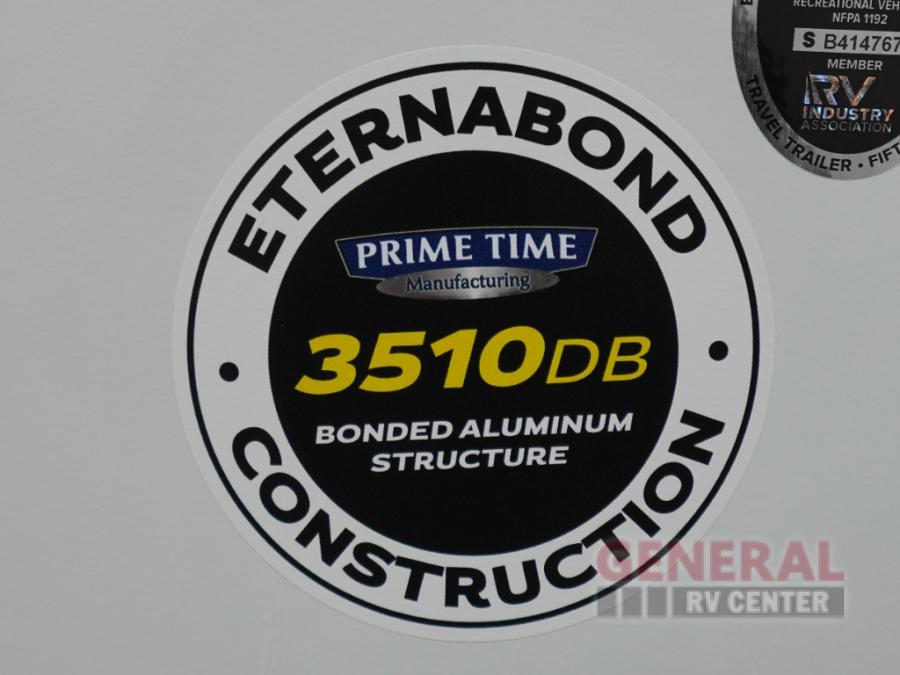 RECREATIONAL VEH
NFPA 1192
S B414767
MEMBER
RV
INDUSTRY
ASSOCIATION
TRAVEL TRAILER • FIFT
ETERNABOND
PRIME TIME
Manufacturing
3510DB
BONDED ALUMINUM
STRUCTURE
CONSTRUCTION
GENERAL
RV CENTER